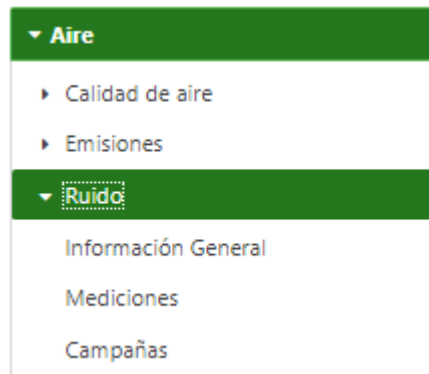 Aire
Calidad de aire
Emisiones
Ruido
Información General
Mediciones
Campañas